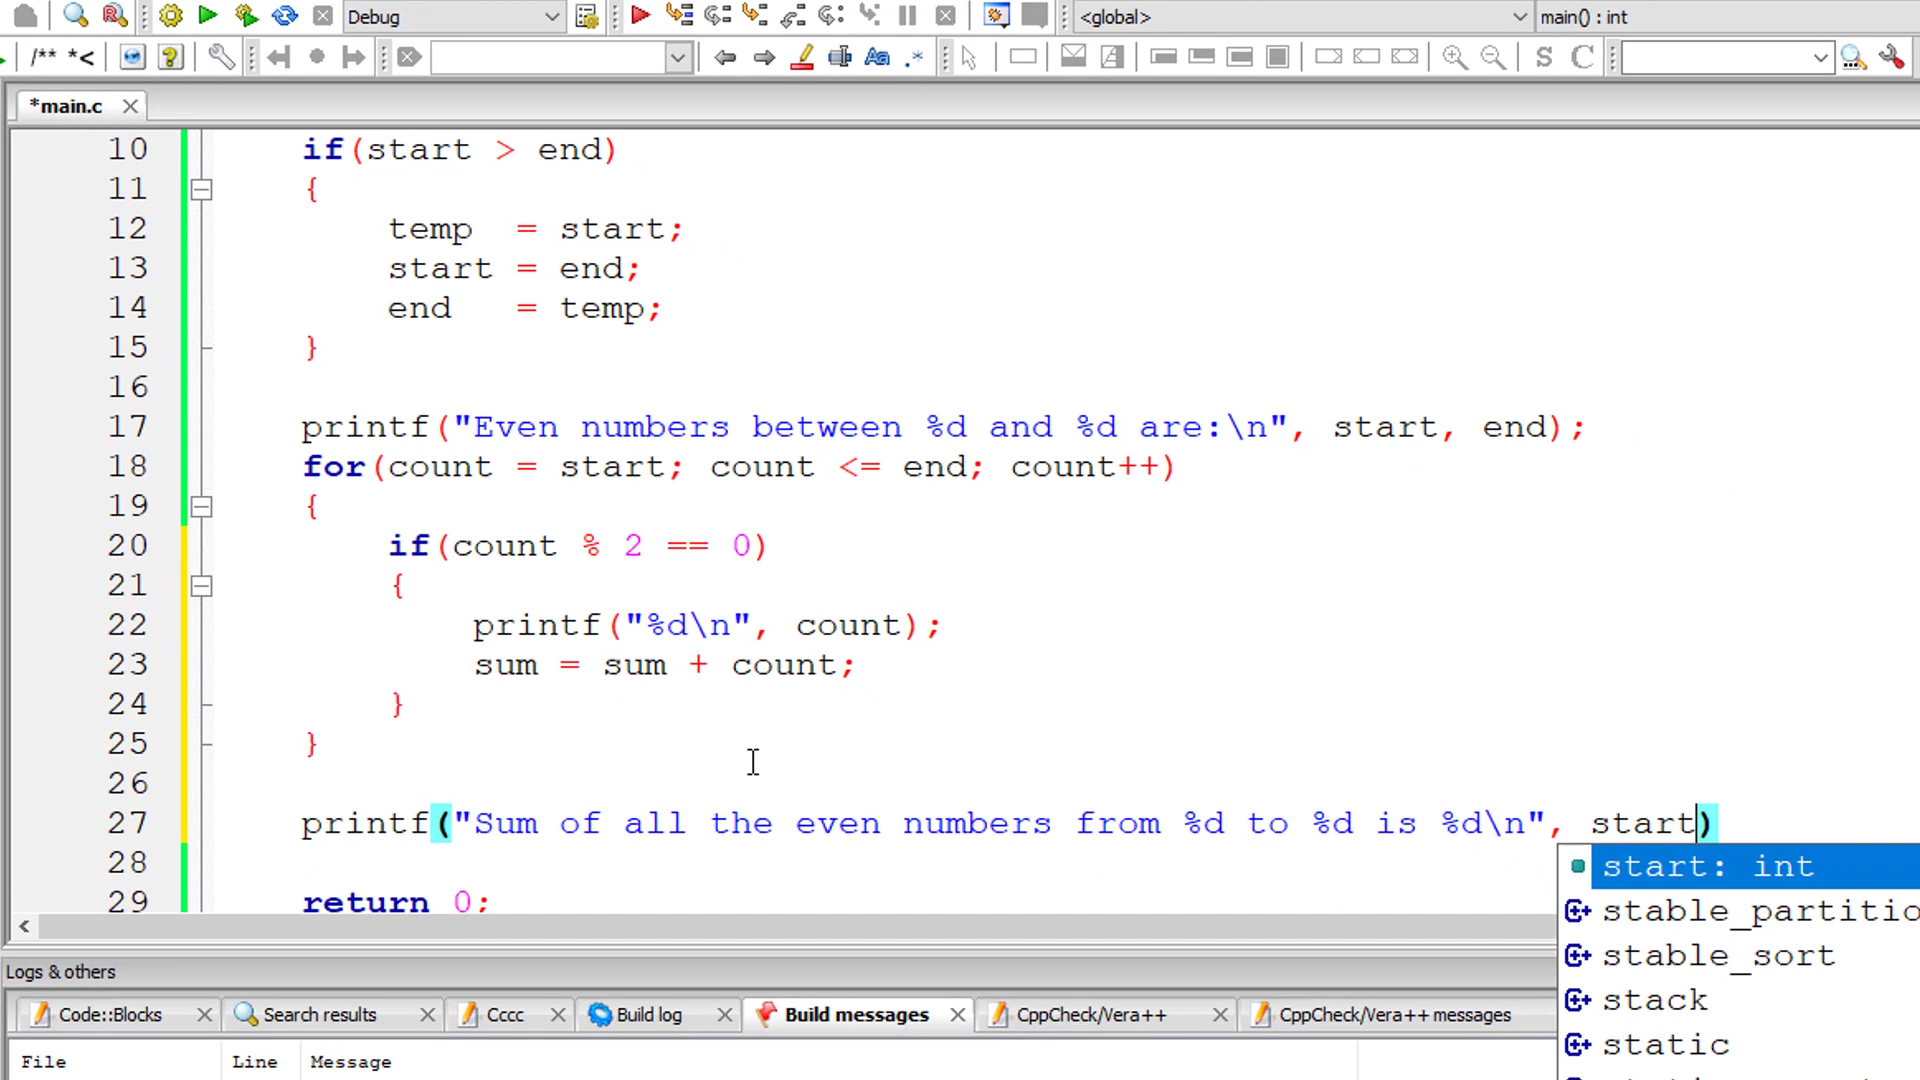 Debug <global> main() : int
/** *< Aa .* S C
*main.c
10 if(start > end)
11 {
12 temp  = start;
13 start = end;
14 end   = temp;
15 }
16
17 printf("Even numbers between %d and %d are:\n", start, end);
18 for(count = start; count <= end; count++)
19 {
20 if(count % 2 == 0)
21 {
22 printf("%d\n", count);
23 sum = sum + count;
24 }
25 }
26
27 printf("Sum of all the even numbers from %d to %d is %d\n", start)
28 start: int
29 return 0;
stable_partitio
stable_sort
stack
static
Logs & others
Code::Blocks Search results Cccc Build log Build messages CppCheck/Vera++ CppCheck/Vera++ messages
File Line Message